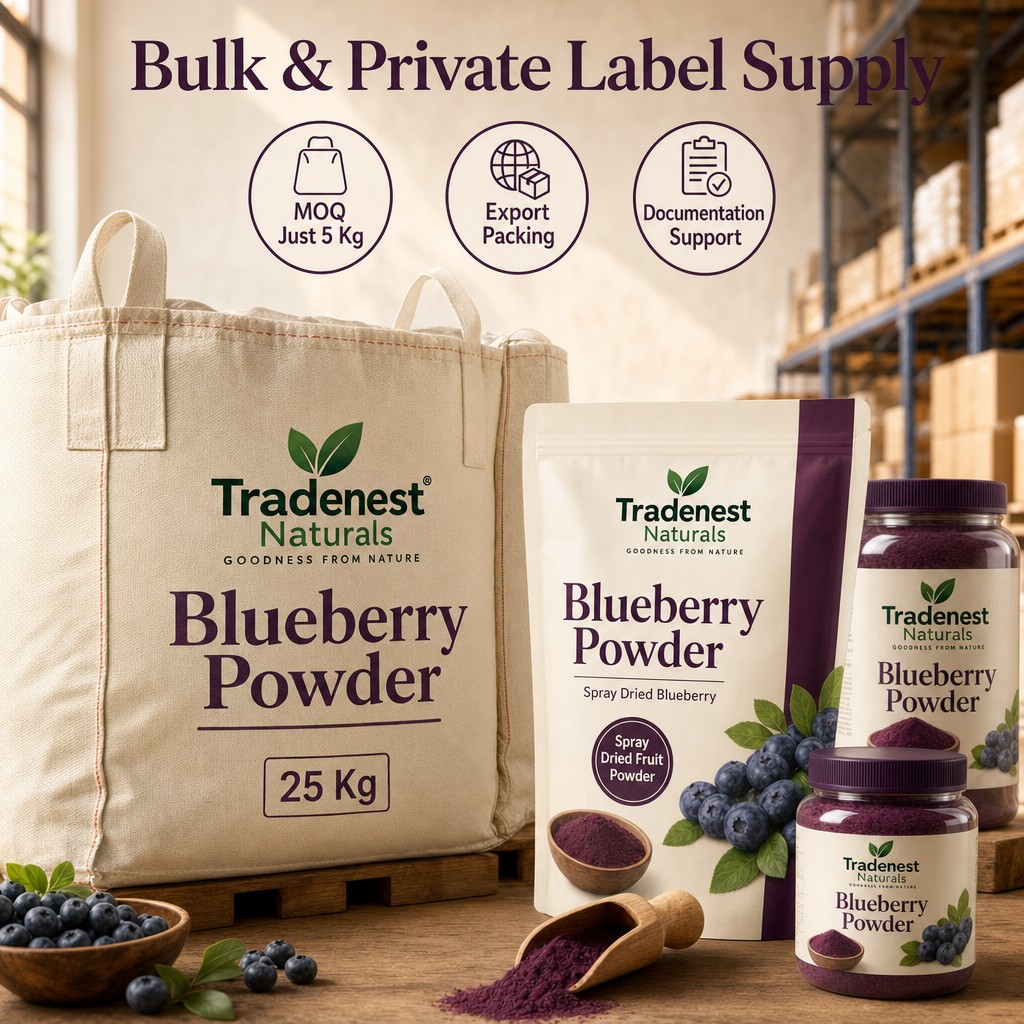 Bulk & Private Label Supply
MOQ
Just 5 Kg
Export
Packing
Documentation
Support
Tradenest®
Naturals
GOODNESS FROM NATURE
Blueberry
Powder
25 Kg
Tradenest
Naturals
GOODNESS FROM NATURE
Blueberry
Powder
Spray Dried Blueberry
Spray
Dried Fruit
Powder
Tradenest
Naturals
GOODNESS FROM NATURE
Blueberry
Powder
Tradenest
Naturals
GOODNESS FROM NATURE
Blueberry
Powder